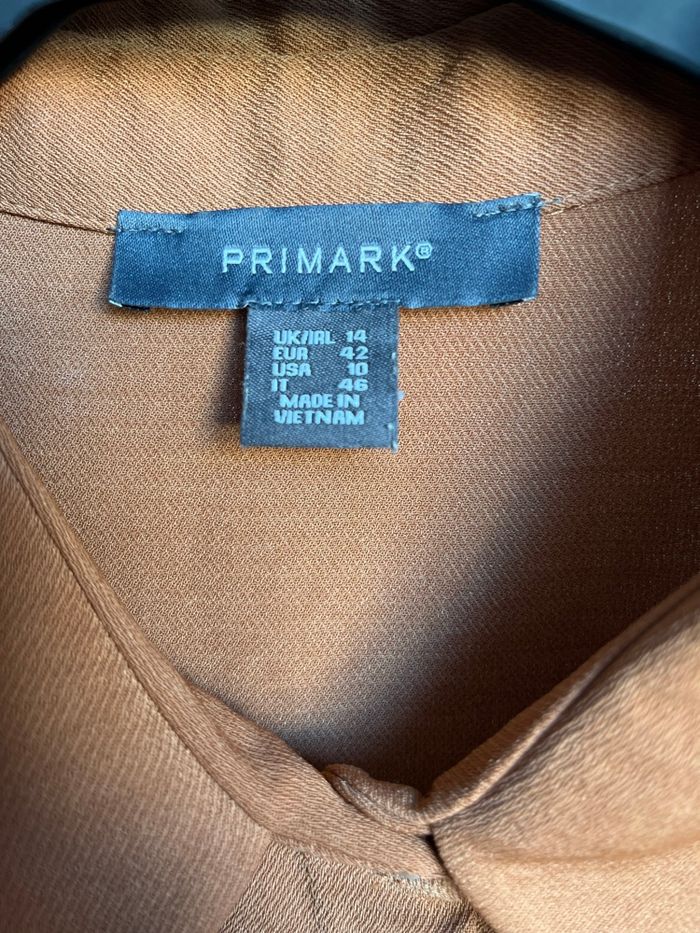 PRIMARK®
UK/IRL 14
EUR 42
USA 10
IT 46
MADE IN
VIETNAM